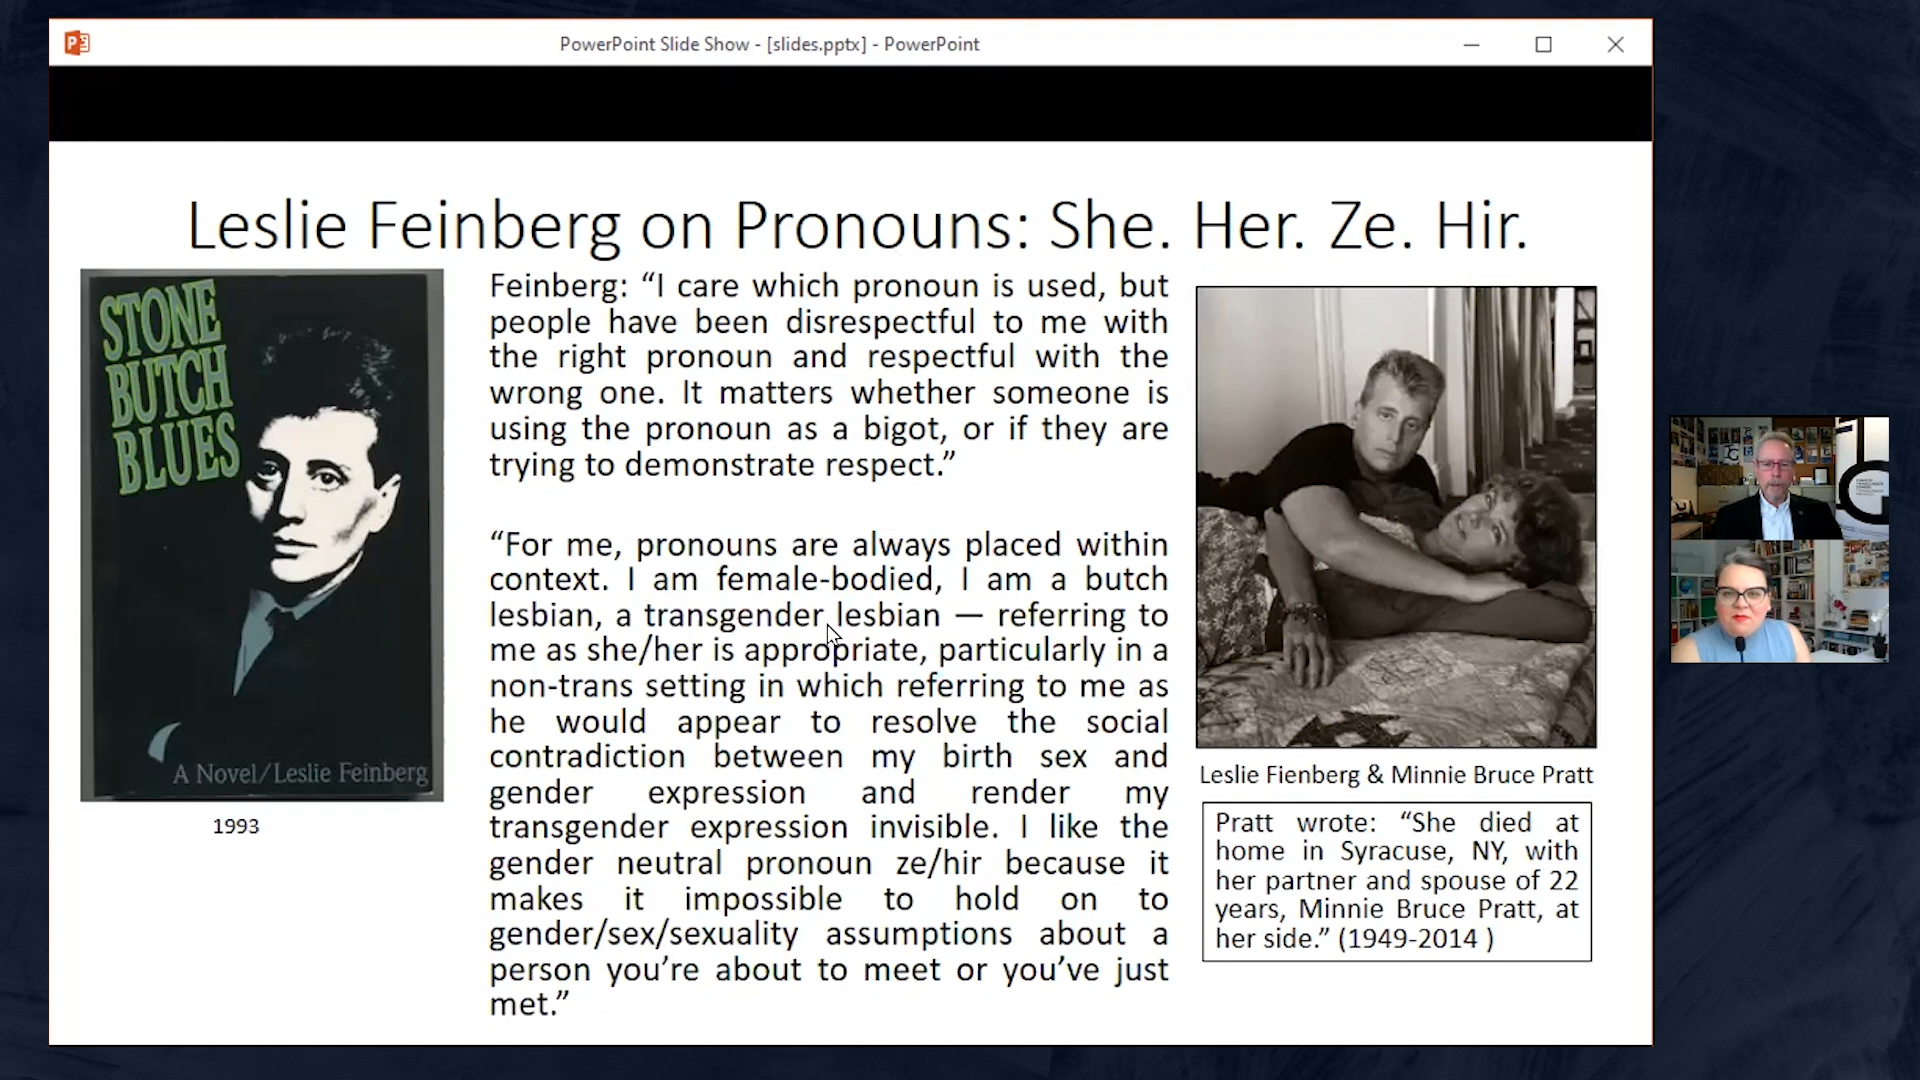 PowerPoint Slide Show - [slides.pptx] - PowerPoint
Leslie Feinberg on Pronouns: She. Her. Ze. Hir.
STONE
BUTCH
BLUES
A Novel/Leslie Feinberg
1993
Feinberg: “I care which pronoun is used, but
people have been disrespectful to me with
the right pronoun and respectful with the
wrong one. It matters whether someone is
using the pronoun as a bigot, or if they are
trying to demonstrate respect.”
“For me, pronouns are always placed within
context. I am female-bodied, I am a butch
lesbian, a transgender lesbian — referring to
me as she/her is appropriate, particularly in a
non-trans setting in which referring to me as
he would appear to resolve the social
contradiction between my birth sex and
gender expression and render my
transgender expression invisible. I like the
gender neutral pronoun ze/hir because it
makes it impossible to hold on to
gender/sex/sexuality assumptions about a
person you’re about to meet or you’ve just
met.”
Leslie Fienberg & Minnie Bruce Pratt
Pratt wrote: “She died at
home in Syracuse, NY, with
her partner and spouse of 22
years, Minnie Bruce Pratt, at
her side.” (1949-2014 )